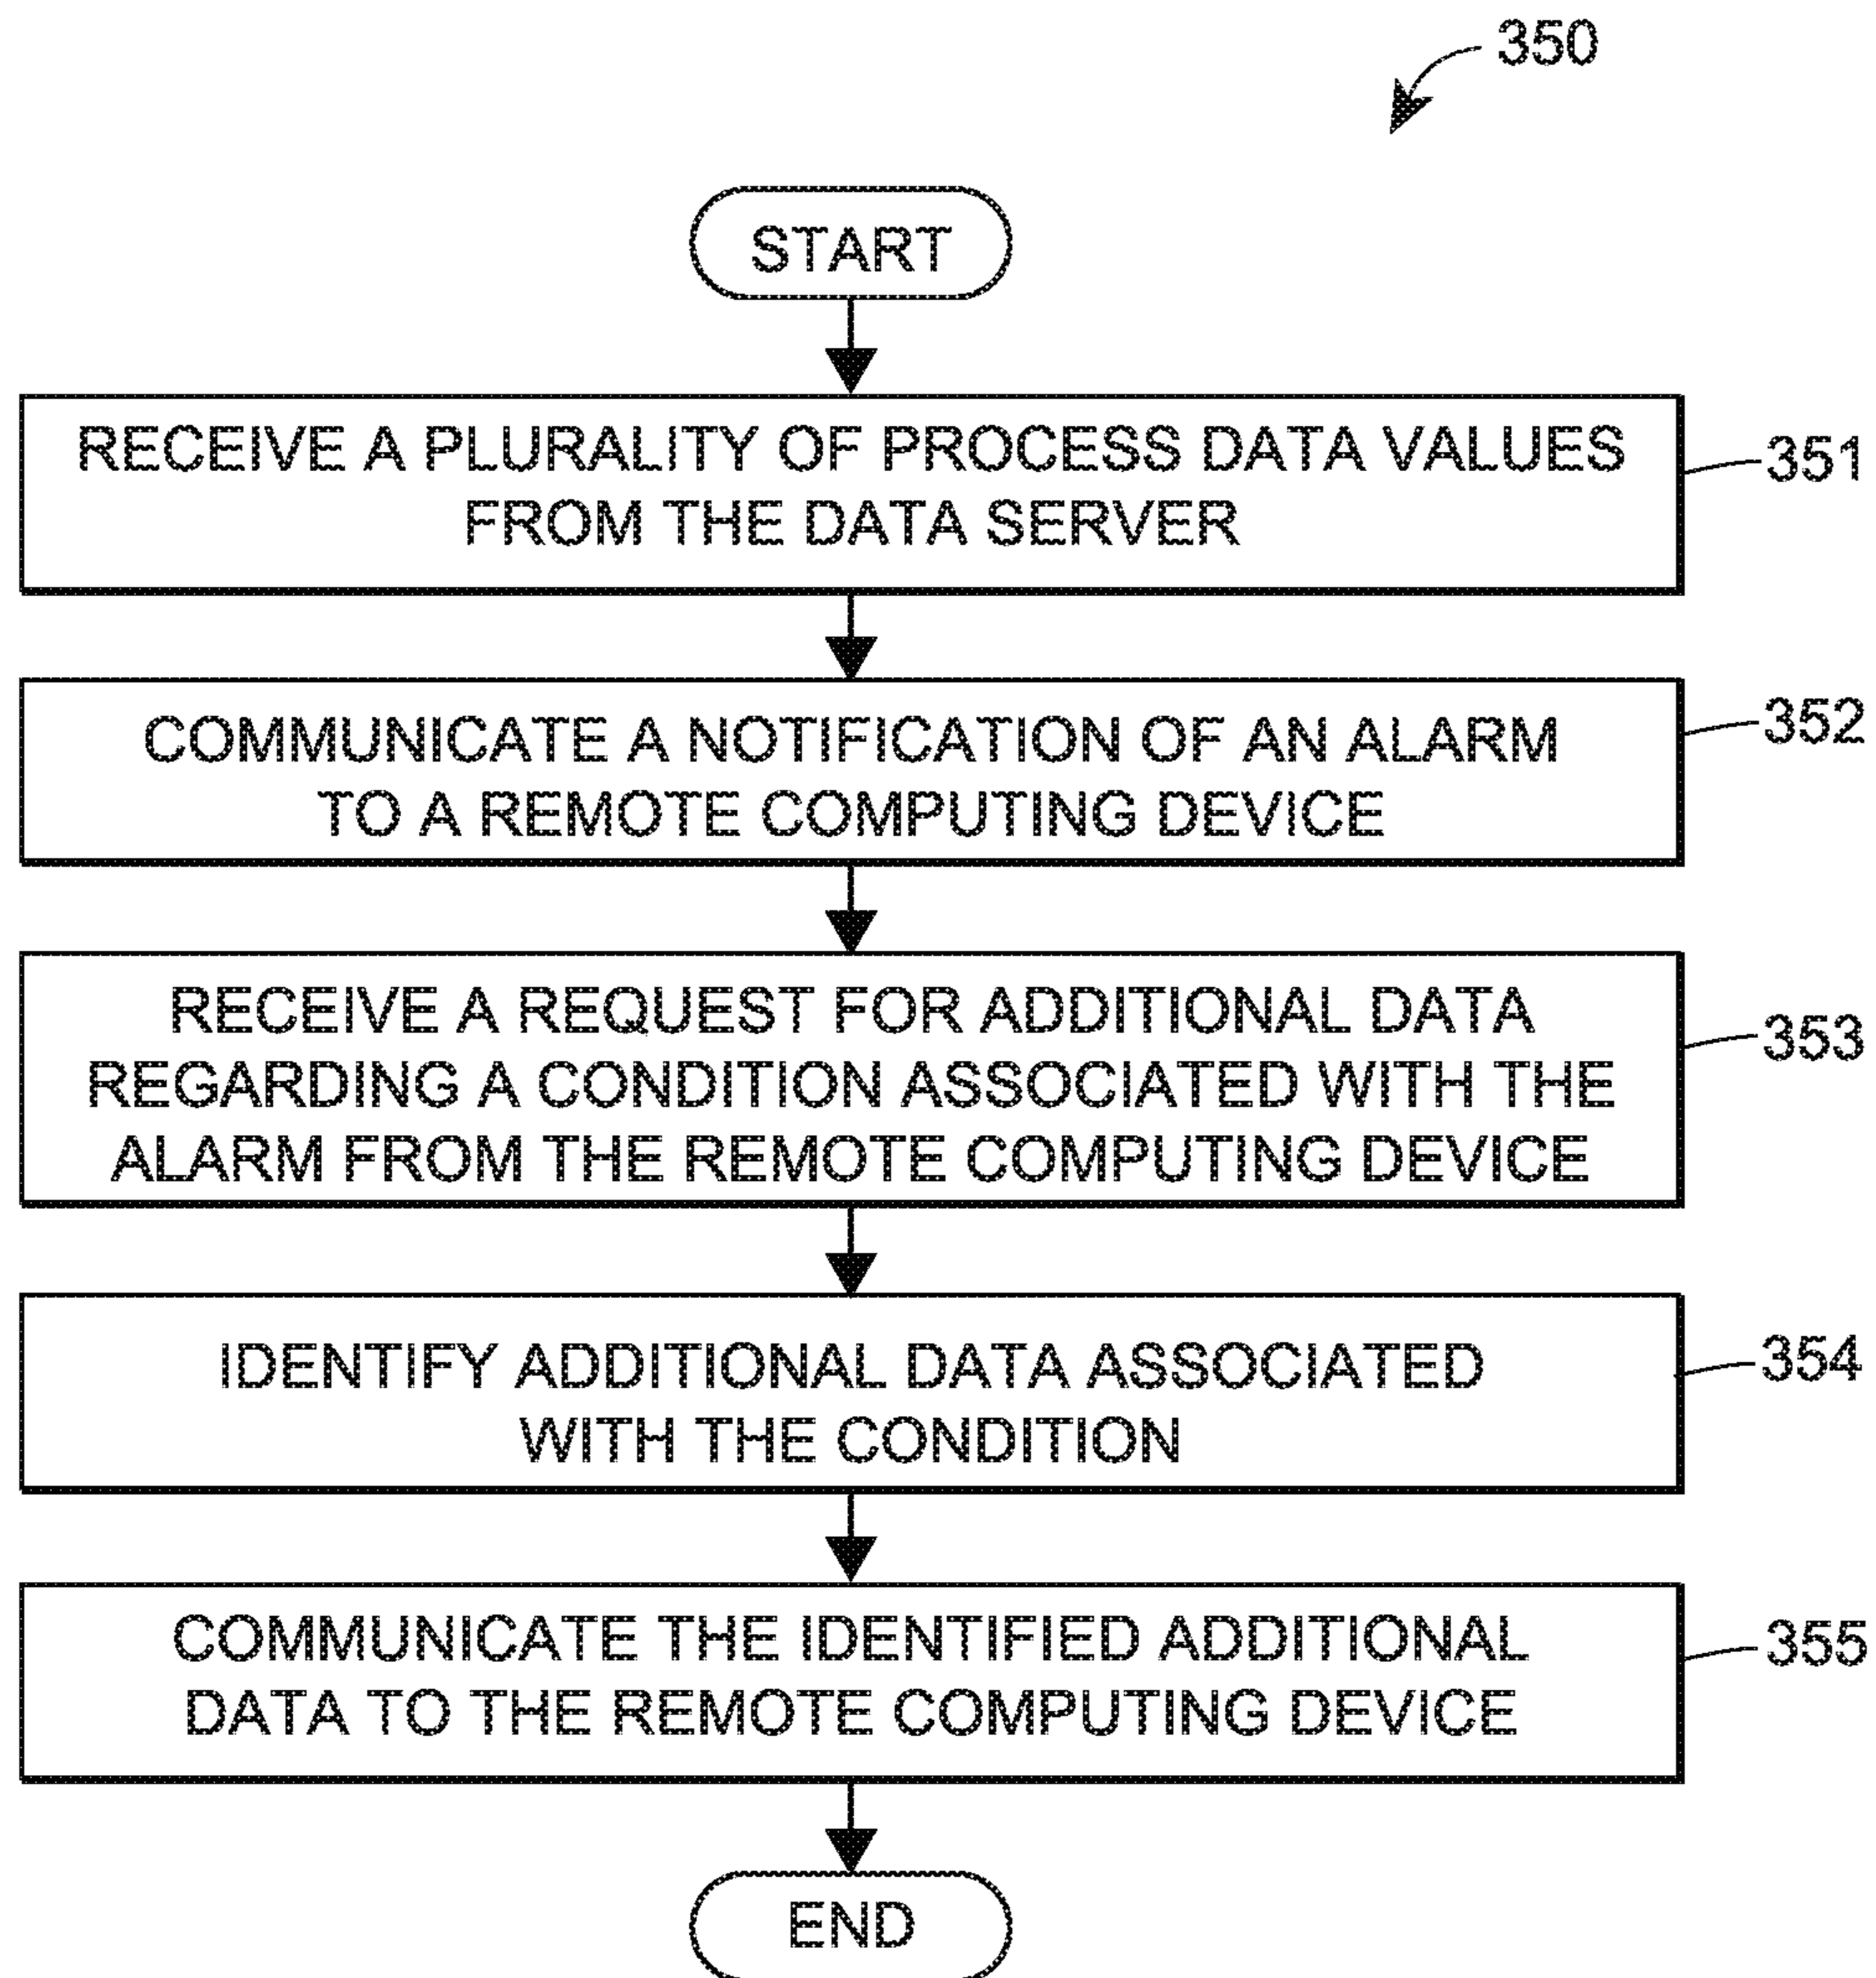 350
START
RECEIVE A PLURALITY OF PROCESS DATA VALUES
FROM THE DATA SERVER
351
COMMUNICATE A NOTIFICATION OF AN ALARM
TO A REMOTE COMPUTING DEVICE
352
RECEIVE A REQUEST FOR ADDITIONAL DATA
REGARDING A CONDITION ASSOCIATED WITH THE
ALARM FROM THE REMOTE COMPUTING DEVICE
353
IDENTIFY ADDITIONAL DATA ASSOCIATED
WITH THE CONDITION
354
COMMUNICATE THE IDENTIFIED ADDITIONAL
DATA TO THE REMOTE COMPUTING DEVICE
355
END